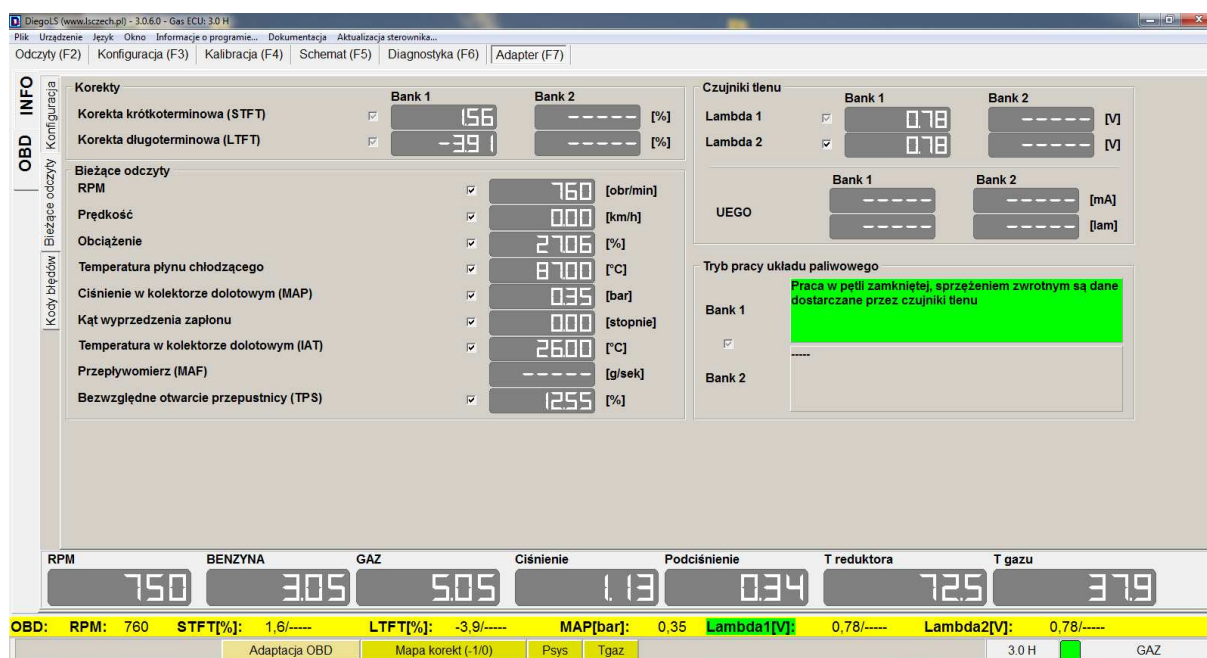 DiegoLS (www.lsczech.pl) - 3.0.6.0 - Gas ECU: 3.0 H
Plik Urządzenie Język Okno Informacje o programie... Dokumentacja Aktualizacja sterownika...
Odczyty (F2) Konfiguracja (F3) Kalibracja (F4) Schemat (F5) Diagnostyka (F6) Adapter (F7)
INFO
OBD
Konfiguracja
Bieżące odczyty
Kody błędów
Korekty
Bank 1 Bank 2
Korekta krótkoterminowa (STFT) 1.56 ----- [%]
Korekta długoterminowa (LTFT) -3.91 ----- [%]
Bieżące odczyty
RPM 760 [obr/min]
Prędkość 0.00 [km/h]
Obciążenie 27.06 [%]
Temperatura płynu chłodzącego 87.00 [°C]
Ciśnienie w kolektorze dolotowym (MAP) 0.35 [bar]
Kąt wyprzedzenia zapłonu 0.00 [stopnie]
Temperatura w kolektorze dolotowym (IAT) 26.00 [°C]
Przepływomierz (MAF) ----- [g/sek]
Bezwzględne otwarcie przepustnicy (TPS) 12.55 [%]
Czujniki tlenu
Bank 1 Bank 2
Lambda 1 0.78 ----- [V]
Lambda 2 0.78 ----- [V]
Bank 1 Bank 2
UEGO
----- ----- [mA]
----- ----- [lam]
Tryb pracy układu paliwowego
Bank 1
Praca w pętli zamkniętej, sprzężeniem zwrotnym są dane
dostarczane przez czujniki tlenu
Bank 2
-----
RPM BENZYNA GAZ Ciśnienie Podciśnienie T reduktora T gazu
750 3.05 5.05 1.13 0.34 72.5 37.9
OBD: RPM: 760 STFT[%]: 1,6/----- LTFT[%]: -3,9/----- MAP[bar]: 0,35 Lambda1[V]: 0,78/----- Lambda2[V]: 0,78/-----
Adaptacja OBD Mapa korekt (-1/0) Psys Tgaz 3.0 H GAZ